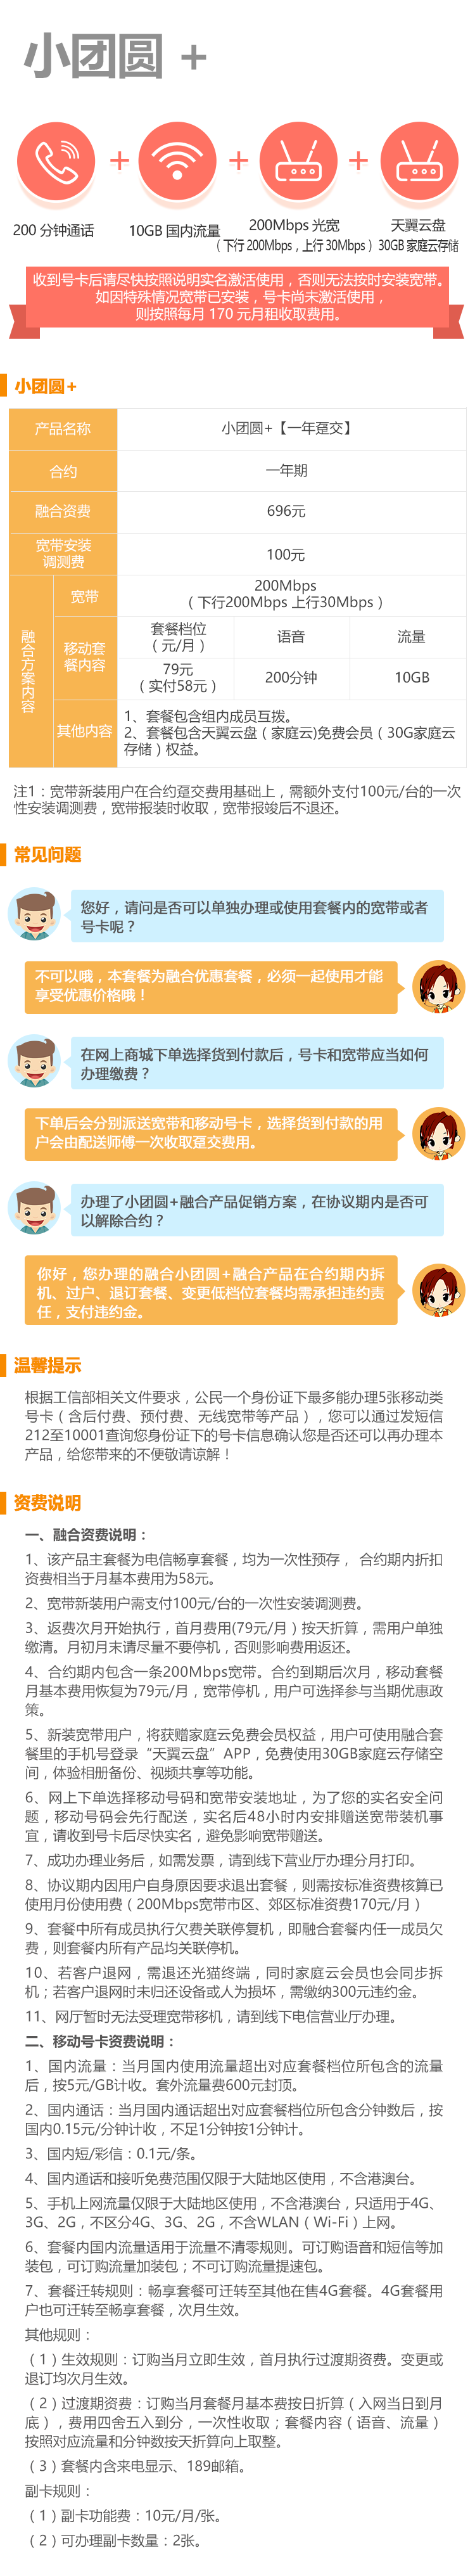 小团圆 +
200 分钟通话
10GB 国内流量
200Mbps 光宽
（下行 200Mbps，上行 30Mbps）
天翼云盘
30GB 家庭云存储
收到号卡后请尽快按照说明实名激活使用，否则无法按时安装宽带。
如因特殊情况宽带已安装，号卡尚未激活使用，
则按照每月 170 元月租收取费用。
小团圆+
产品名称
小团圆+【一年趸交】
合约
一年期
融合资费
696元
宽带安装
调测费
100元
融合方案内容
宽带
200Mbps
（下行200Mbps 上行30Mbps）
移动套
餐内容
套餐档位
（元/月）
语音
流量
79元
（实付58元）
200分钟
10GB
其他内容
1、套餐包含组内成员互拨。
2、套餐包含天翼云盘（家庭云)免费会员（30G家庭云
存储）权益。
注1：宽带新装用户在合约趸交费用基础上，需额外支付100元/台的一次
性安装调测费，宽带报装时收取，宽带报竣后不退还。
常见问题
您好，请问是否可以单独办理或使用套餐内的宽带或者
号卡呢？
不可以哦，本套餐为融合优惠套餐，必须一起使用才能
享受优惠价格哦！
在网上商城下单选择货到付款后，号卡和宽带应当如何
办理缴费？
下单后会分别派送宽带和移动号卡，选择货到付款的用
户会由配送师傅一次收取趸交费用。
办理了小团圆+融合产品促销方案，在协议期内是否可
以解除合约？
你好，您办理的融合小团圆+融合产品在合约期内拆
机、过户、退订套餐、变更低档位套餐均需承担违约责
任，支付违约金。
温馨提示
根据工信部相关文件要求，公民一个身份证下最多能办理5张移动类
号卡（含后付费、预付费、无线宽带等产品），您可以通过发短信
212至10001查询您身份证下的号卡信息确认您是否还可以再办理本
产品，给您带来的不便敬请谅解！
资费说明
一、融合资费说明：
1、该产品主套餐为电信畅享套餐，均为一次性预存， 合约期内折扣
资费相当于月基本费用为58元。
2、宽带新装用户需支付100元/台的一次性安装调测费。
3、返费次月开始执行，首月费用(79元/月）按天折算，需用户单独
缴清。月初月末请尽量不要停机，否则影响费用返还。
4、合约期内包含一条200Mbps宽带。合约到期后次月，移动套餐
月基本费用恢复为79元/月，宽带停机，用户可选择参与当期优惠政
策。
5、新装宽带用户，将获赠家庭云免费会员权益，用户可使用融合套
餐里的手机号登录“天翼云盘”APP，免费使用30GB家庭云存储空
间，体验相册备份、视频共享等功能。
6、网上下单选择移动号码和宽带安装地址，为了您的实名安全问
题，移动号码会先行配送，实名后48小时内安排赠送宽带装机事
宜，请收到号卡后尽快实名，避免影响宽带赠送。
7、成功办理业务后，如需发票，请到线下营业厅办理分月打印。
8、协议期内因用户自身原因要求退出套餐，则需按标准资费核算已
使用月份使用费（200Mbps宽带市区、郊区标准资费170元/月）
9、套餐中所有成员执行欠费关联停复机，即融合套餐内任一成员欠
费，则套餐内所有产品均关联停机。
10、若客户退网，需退还光猫终端，同时家庭云会员也会同步拆
机；若客户退网时未归还设备或人为损坏，需缴纳300元违约金。
11、网厅暂时无法受理宽带移机，请到线下电信营业厅办理。
二、移动号卡资费说明：
1、国内流量：当月国内使用流量超出对应套餐档位所包含的流量
后，按5元/GB计收。套外流量费600元封顶。
2、国内通话：当月国内通话超出对应套餐档位所包含分钟数后，按
国内0.15元/分钟计收，不足1分钟按1分钟计。
3、国内短/彩信：0.1元/条。
4、国内通话和接听免费范围仅限于大陆地区使用，不含港澳台。
5、手机上网流量仅限于大陆地区使用，不含港澳台，只适用于4G、
3G、2G，不区分4G、3G、2G，不含WLAN（Wi-Fi）上网。
6、套餐内国内流量适用于流量不清零规则。可订购语音和短信等加
装包，可订购流量加装包；不可订购流量提速包。
7、套餐迁转规则：畅享套餐可迁转至其他在售4G套餐。4G套餐用
户也可迁转至畅享套餐，次月生效。
其他规则：
（1）生效规则：订购当月立即生效，首月执行过渡期资费。变更或
退订均次月生效。
（2）过渡期资费：订购当月套餐月基本费按日折算（入网当日到月
底），费用四舍五入到分，一次性收取；套餐内容（语音、流量）
按照对应流量和分钟数按天折算向上取整。
（3）套餐内含来电显示、189邮箱。
副卡规则：
（1）副卡功能费：10元/月/张。
（2）可办理副卡数量：2张。